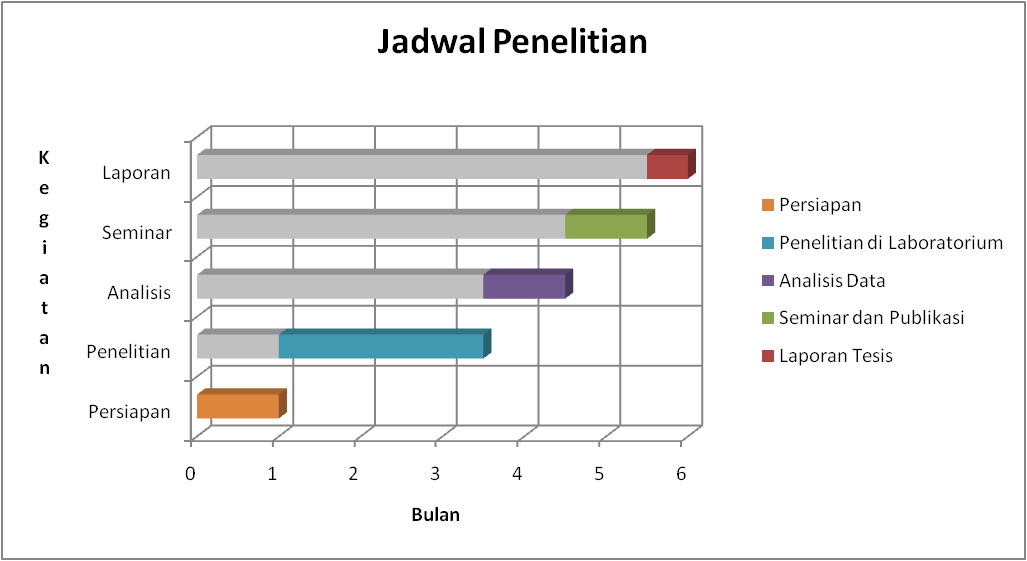 Jadwal Penelitian
Kegiatan
Laporan
Seminar
Analisis
Penelitian
Persiapan
0 1 2 3 4 5 6
Bulan
Persiapan
Penelitian di Laboratorium
Analisis Data
Seminar dan Publikasi
Laporan Tesis